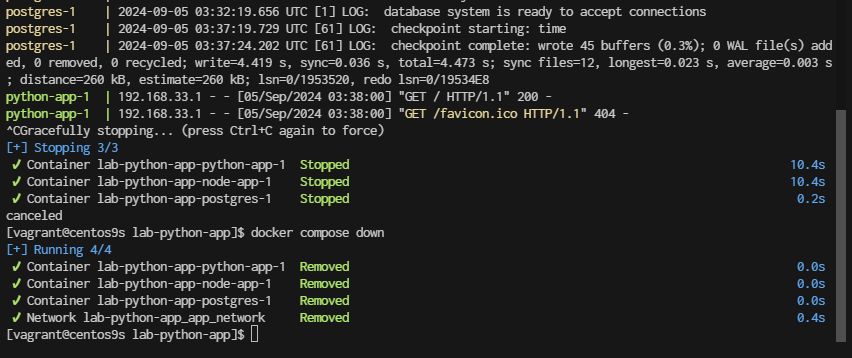 postgres-1    | 2024-09-05 03:32:19.656 UTC [1] LOG:  database system is ready to accept connections
postgres-1    | 2024-09-05 03:37:19.729 UTC [61] LOG:  checkpoint starting: time
postgres-1    | 2024-09-05 03:37:24.202 UTC [61] LOG:  checkpoint complete: wrote 45 buffers (0.3%); 0 WAL file(s) add
ed, 0 removed, 0 recycled; write=4.419 s, sync=0.036 s, total=4.473 s; sync files=12, longest=0.023 s, average=0.003 s
; distance=260 kB, estimate=260 kB; lsn=0/1953520, redo lsn=0/19534E8
python-app-1  | 192.168.33.1 - - [05/Sep/2024 03:38:00] "GET / HTTP/1.1" 200 -
python-app-1  | 192.168.33.1 - - [05/Sep/2024 03:38:00] "GET /favicon.ico HTTP/1.1" 404 -
^CGracefully stopping... (press Ctrl+C again to force)
[+] Stopping 3/3
✔ Container lab-python-app-python-app-1  Stopped 10.4s
✔ Container lab-python-app-node-app-1    Stopped 10.4s
✔ Container lab-python-app-postgres-1    Stopped 0.2s
canceled
[vagrant@centos9s lab-python-app]$ docker compose down
[+] Running 4/4
✔ Container lab-python-app-python-app-1  Removed 0.0s
✔ Container lab-python-app-node-app-1    Removed 0.0s
✔ Container lab-python-app-postgres-1    Removed 0.0s
✔ Network lab-python-app_app_network     Removed 0.4s
[vagrant@centos9s lab-python-app]$